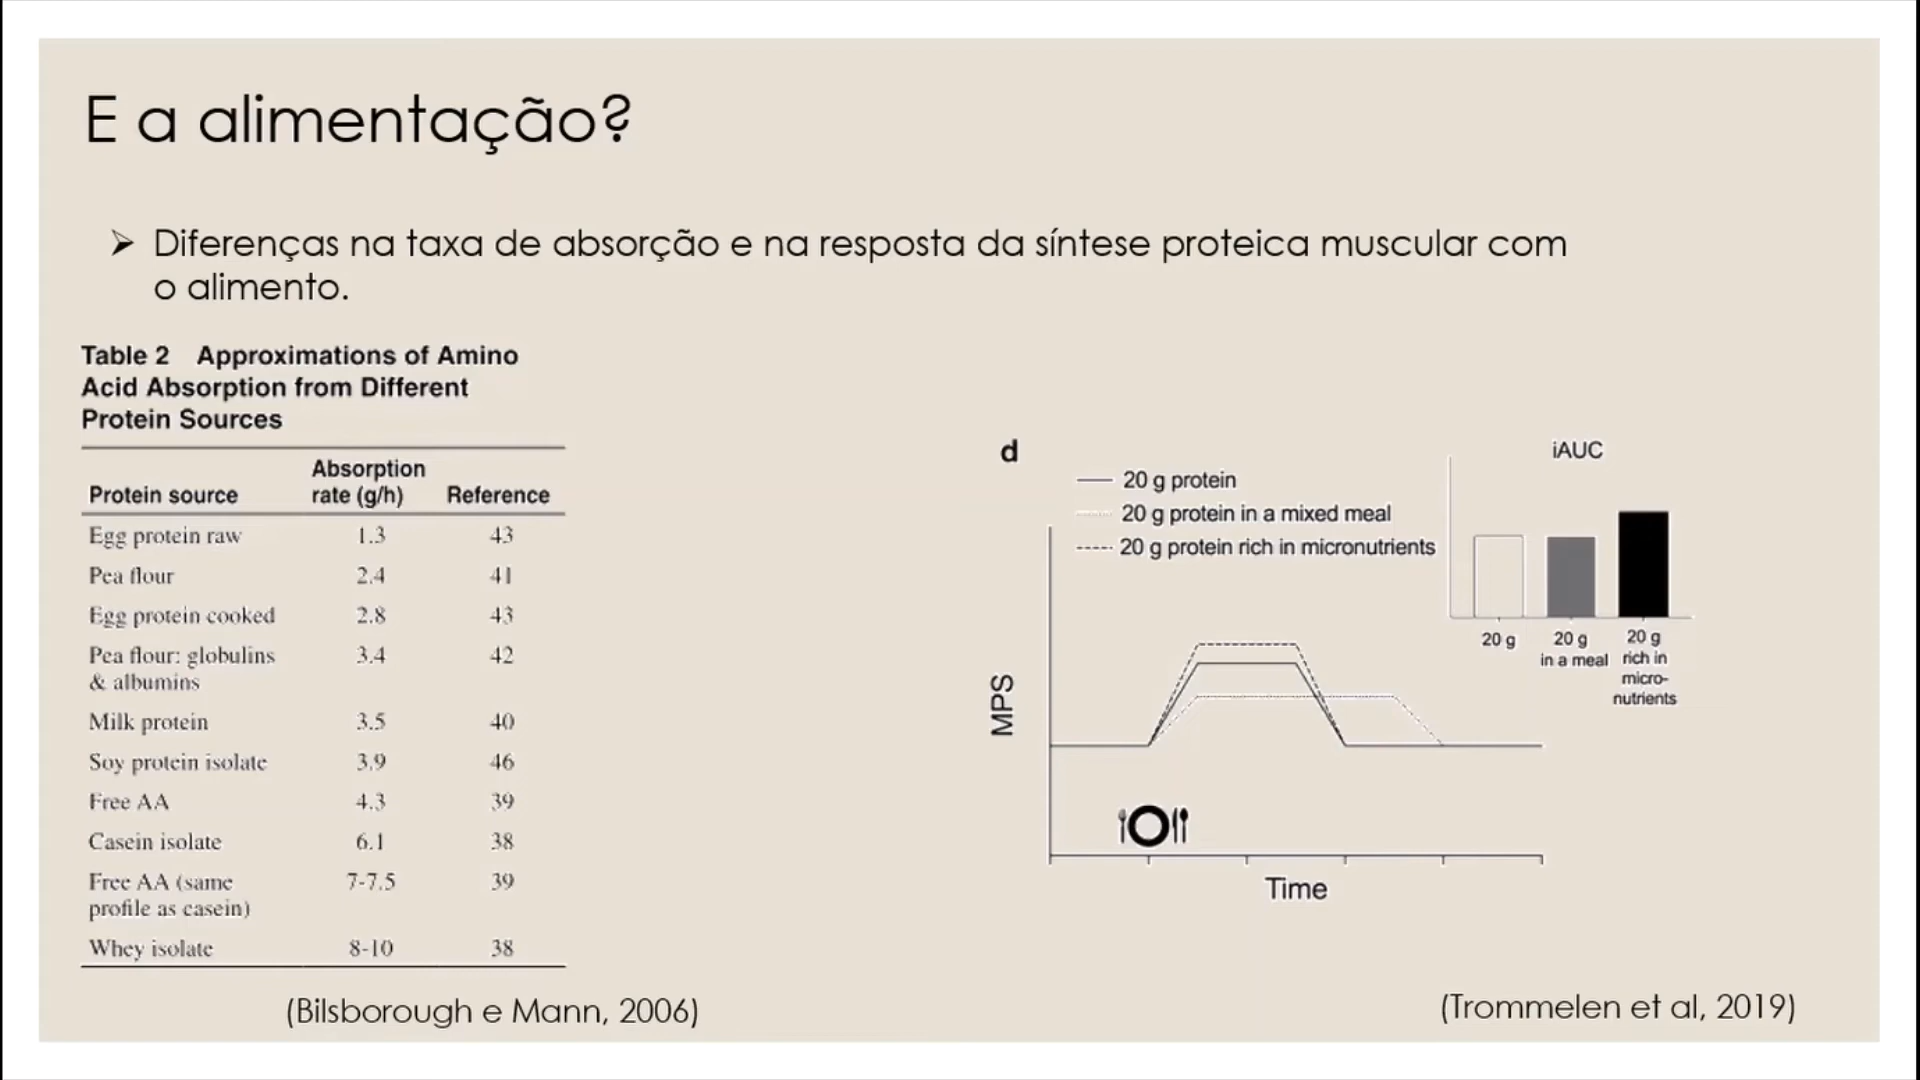 E a alimentação?
➢ Diferenças na taxa de absorção e na resposta da síntese proteica muscular com
o alimento.
Table 2 Approximations of Amino
Acid Absorption from Different
Protein Sources
Absorption
Protein source rate (g/h) Reference
Egg protein raw 1.3 43
Pea flour 2.4 41
Egg protein cooked 2.8 43
Pea flour: globulins 3.4 42
& albumins
Milk protein 3.5 40
Soy protein isolate 3.9 46
Free AA 4.3 39
Casein isolate 6.1 38
Free AA (same 7-7.5 39
profile as casein)
Whey isolate 8-10 38
(Bilsborough e Mann, 2006)
d
20 g protein
20 g protein in a mixed meal
20 g protein rich in micronutrients
iAUC
20 g
20 g
in a meal
20 g
rich in
micro-
nutrients
MPS
Time
(Trommelen et al, 2019)